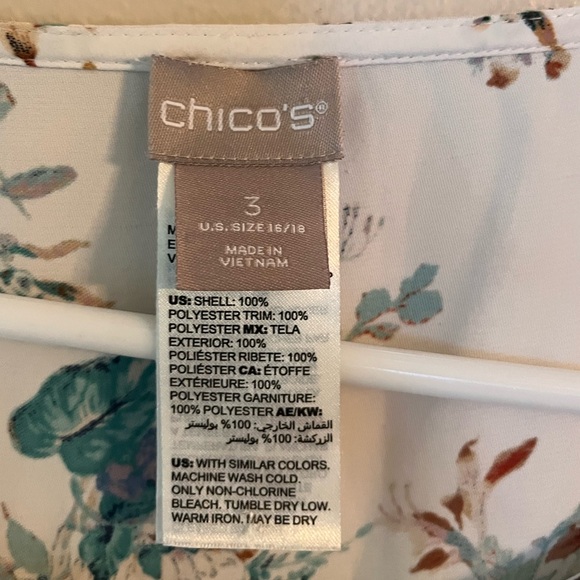 chico's®
3
U.S. SIZE 16/18
MADE IN
VIETNAM
US: SHELL: 100%
POLYESTER TRIM: 100%
POLYESTER MX: TELA
EXTERIOR: 100%
POLIÉSTER RIBETE: 100%
POLIÉSTER CA: ÉTOFFE
EXTÉRIEURE: 100%
POLYESTER GARNITURE:
100% POLYESTER AE/KW:
القماش الخارجي: 100% بوليستر
الزركشة: 100% بوليستر
US: WITH SIMILAR COLORS.
MACHINE WASH COLD.
ONLY NON-CHLORINE
BLEACH. TUMBLE DRY LOW.
WARM IRON. MAY BE DRY